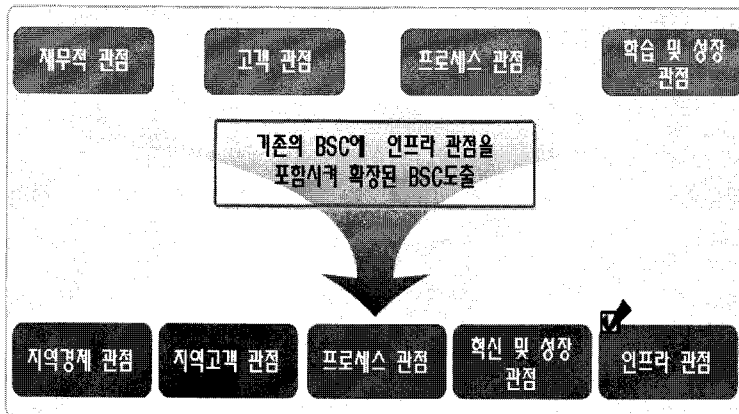 재무적 관점
고객 관점
프로세스 관점
학습 및 성장
관점
기존의 BSC에 인프라 관점을
포함시켜 확장된 BSC도출
지역경제 관점
지역고객 관점
프로세스 관점
혁신 및 성장
관점
인프라 관점